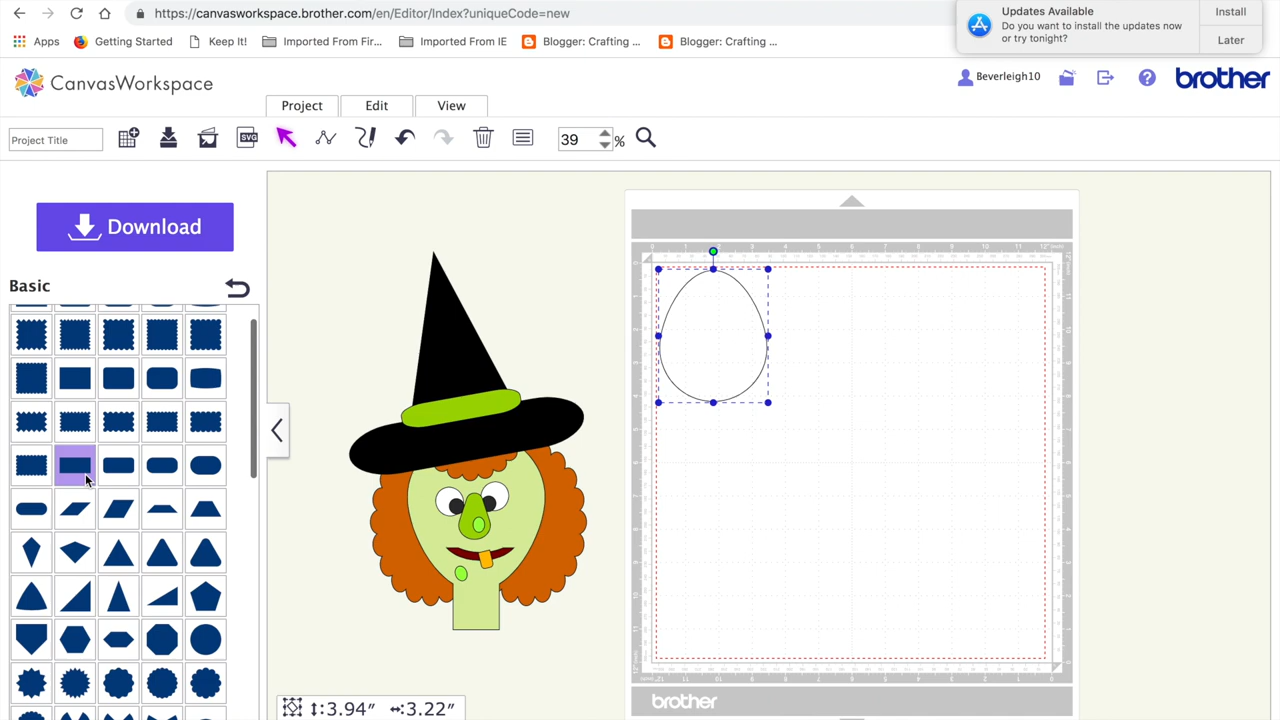 https://canvasworkspace.brother.com/en/Editor/Index?uniqueCode=new
Updates Available
Do you want to install the updates now
or try tonight?
Install
Later
Apps
Getting Started
Keep It!
Imported From Fir...
Imported From IE
Blogger: Crafting ...
Blogger: Crafting ...
CanvasWorkspace
Beverleigh10
?
brother
Project
Edit
View
Project Title
SVG
39
%
Download
Basic
brother
3.94"
3.22"